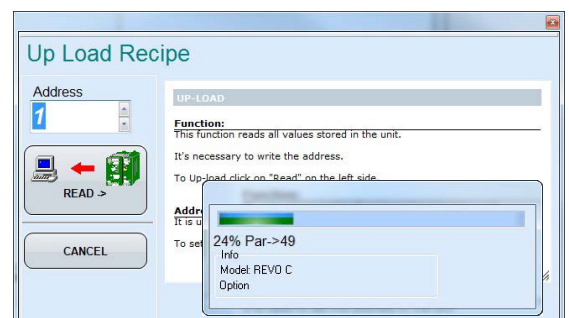 Up Load Recipe
Address
1
READ ->
CANCEL
UP-LOAD
Function:
This function reads all values stored in the unit.
It's necessary to write the address.
To Up-load click on "Read" on the left side.
Addre
It is u
To set
24% Par->49
Info
Model: REVO C
Option